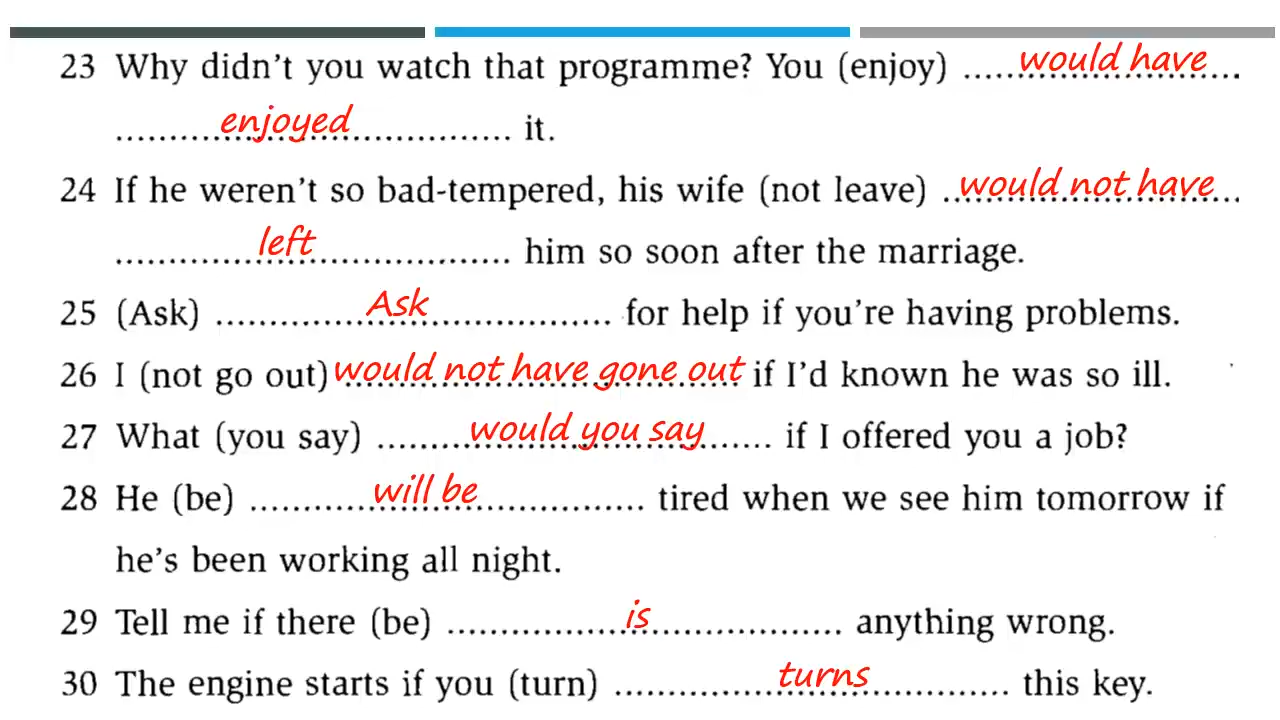 23 Why didn't you watch that programme? You (enjoy) ..... would have .....
..... enjoyed ..... it.
24 If he weren't so bad-tempered, his wife (not leave) ..... would not have .....
..... left ..... him so soon after the marriage.
25 (Ask) ..... Ask ..... for help if you're having problems.
26 I (not go out) would not have gone out if I'd known he was so ill.
27 What (you say) ..... would you say ..... if I offered you a job?
28 He (be) ..... will be ..... tired when we see him tomorrow if
he's been working all night.
29 Tell me if there (be) ..... is ..... anything wrong.
30 The engine starts if you (turn) ..... turns ..... this key.